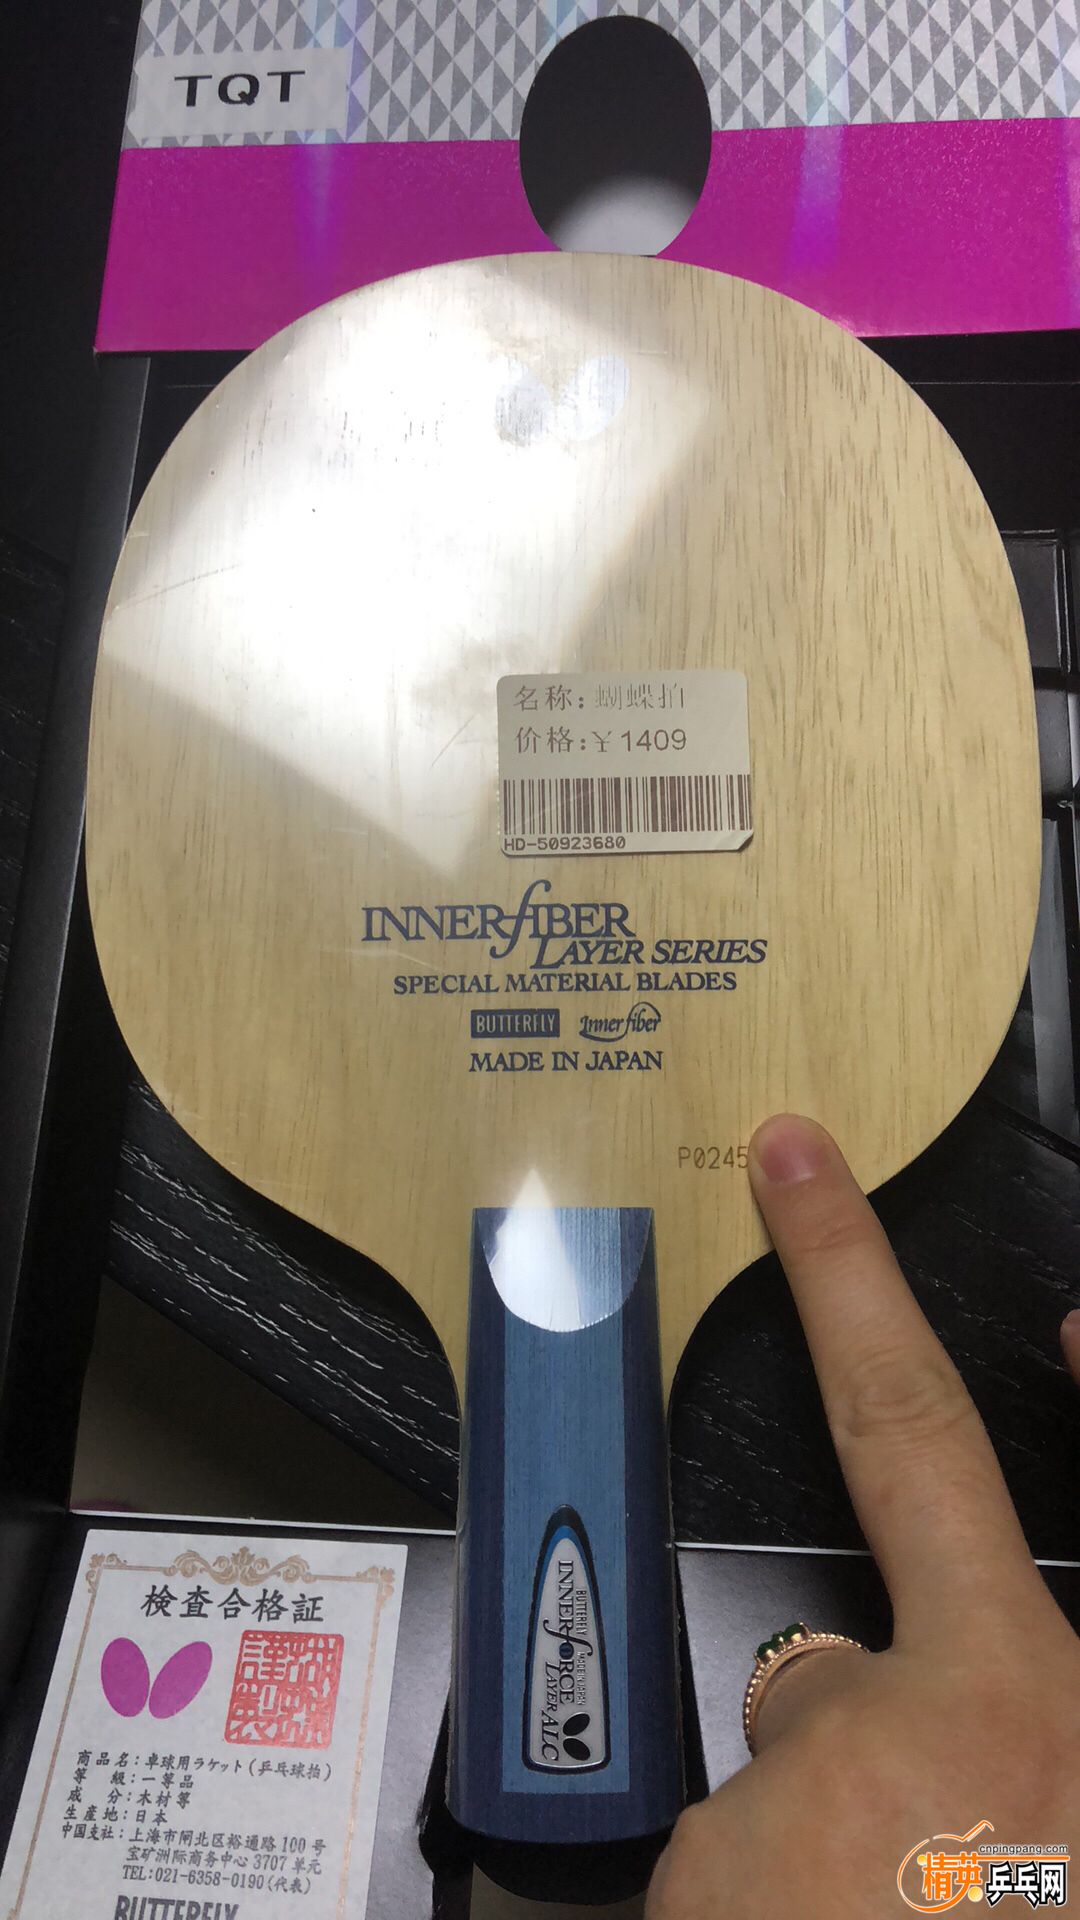 TQT
名称: 蝴蝶拍
价格:¥1409
HD-50923680
INNERfIBER
LAYER SERIES
SPECIAL MATERIAL BLADES
BUTTERFLY Innerfiber
MADE IN JAPAN
P0245
BUTTERFLY MADE IN JAPAN
INNERfORCE
LAYER ALC
検査合格証
商品名:卓球用ラケット(乒乓球拍)
等級:一等品
成分:木材等
生産地:日本
中国支社:上海市闸北区裕通路100号
宝矿洲际商务中心3707单元
TEL:021-6358-0190(代表)
BUTTERFLY
cnpingpang.com
精英乒乓网